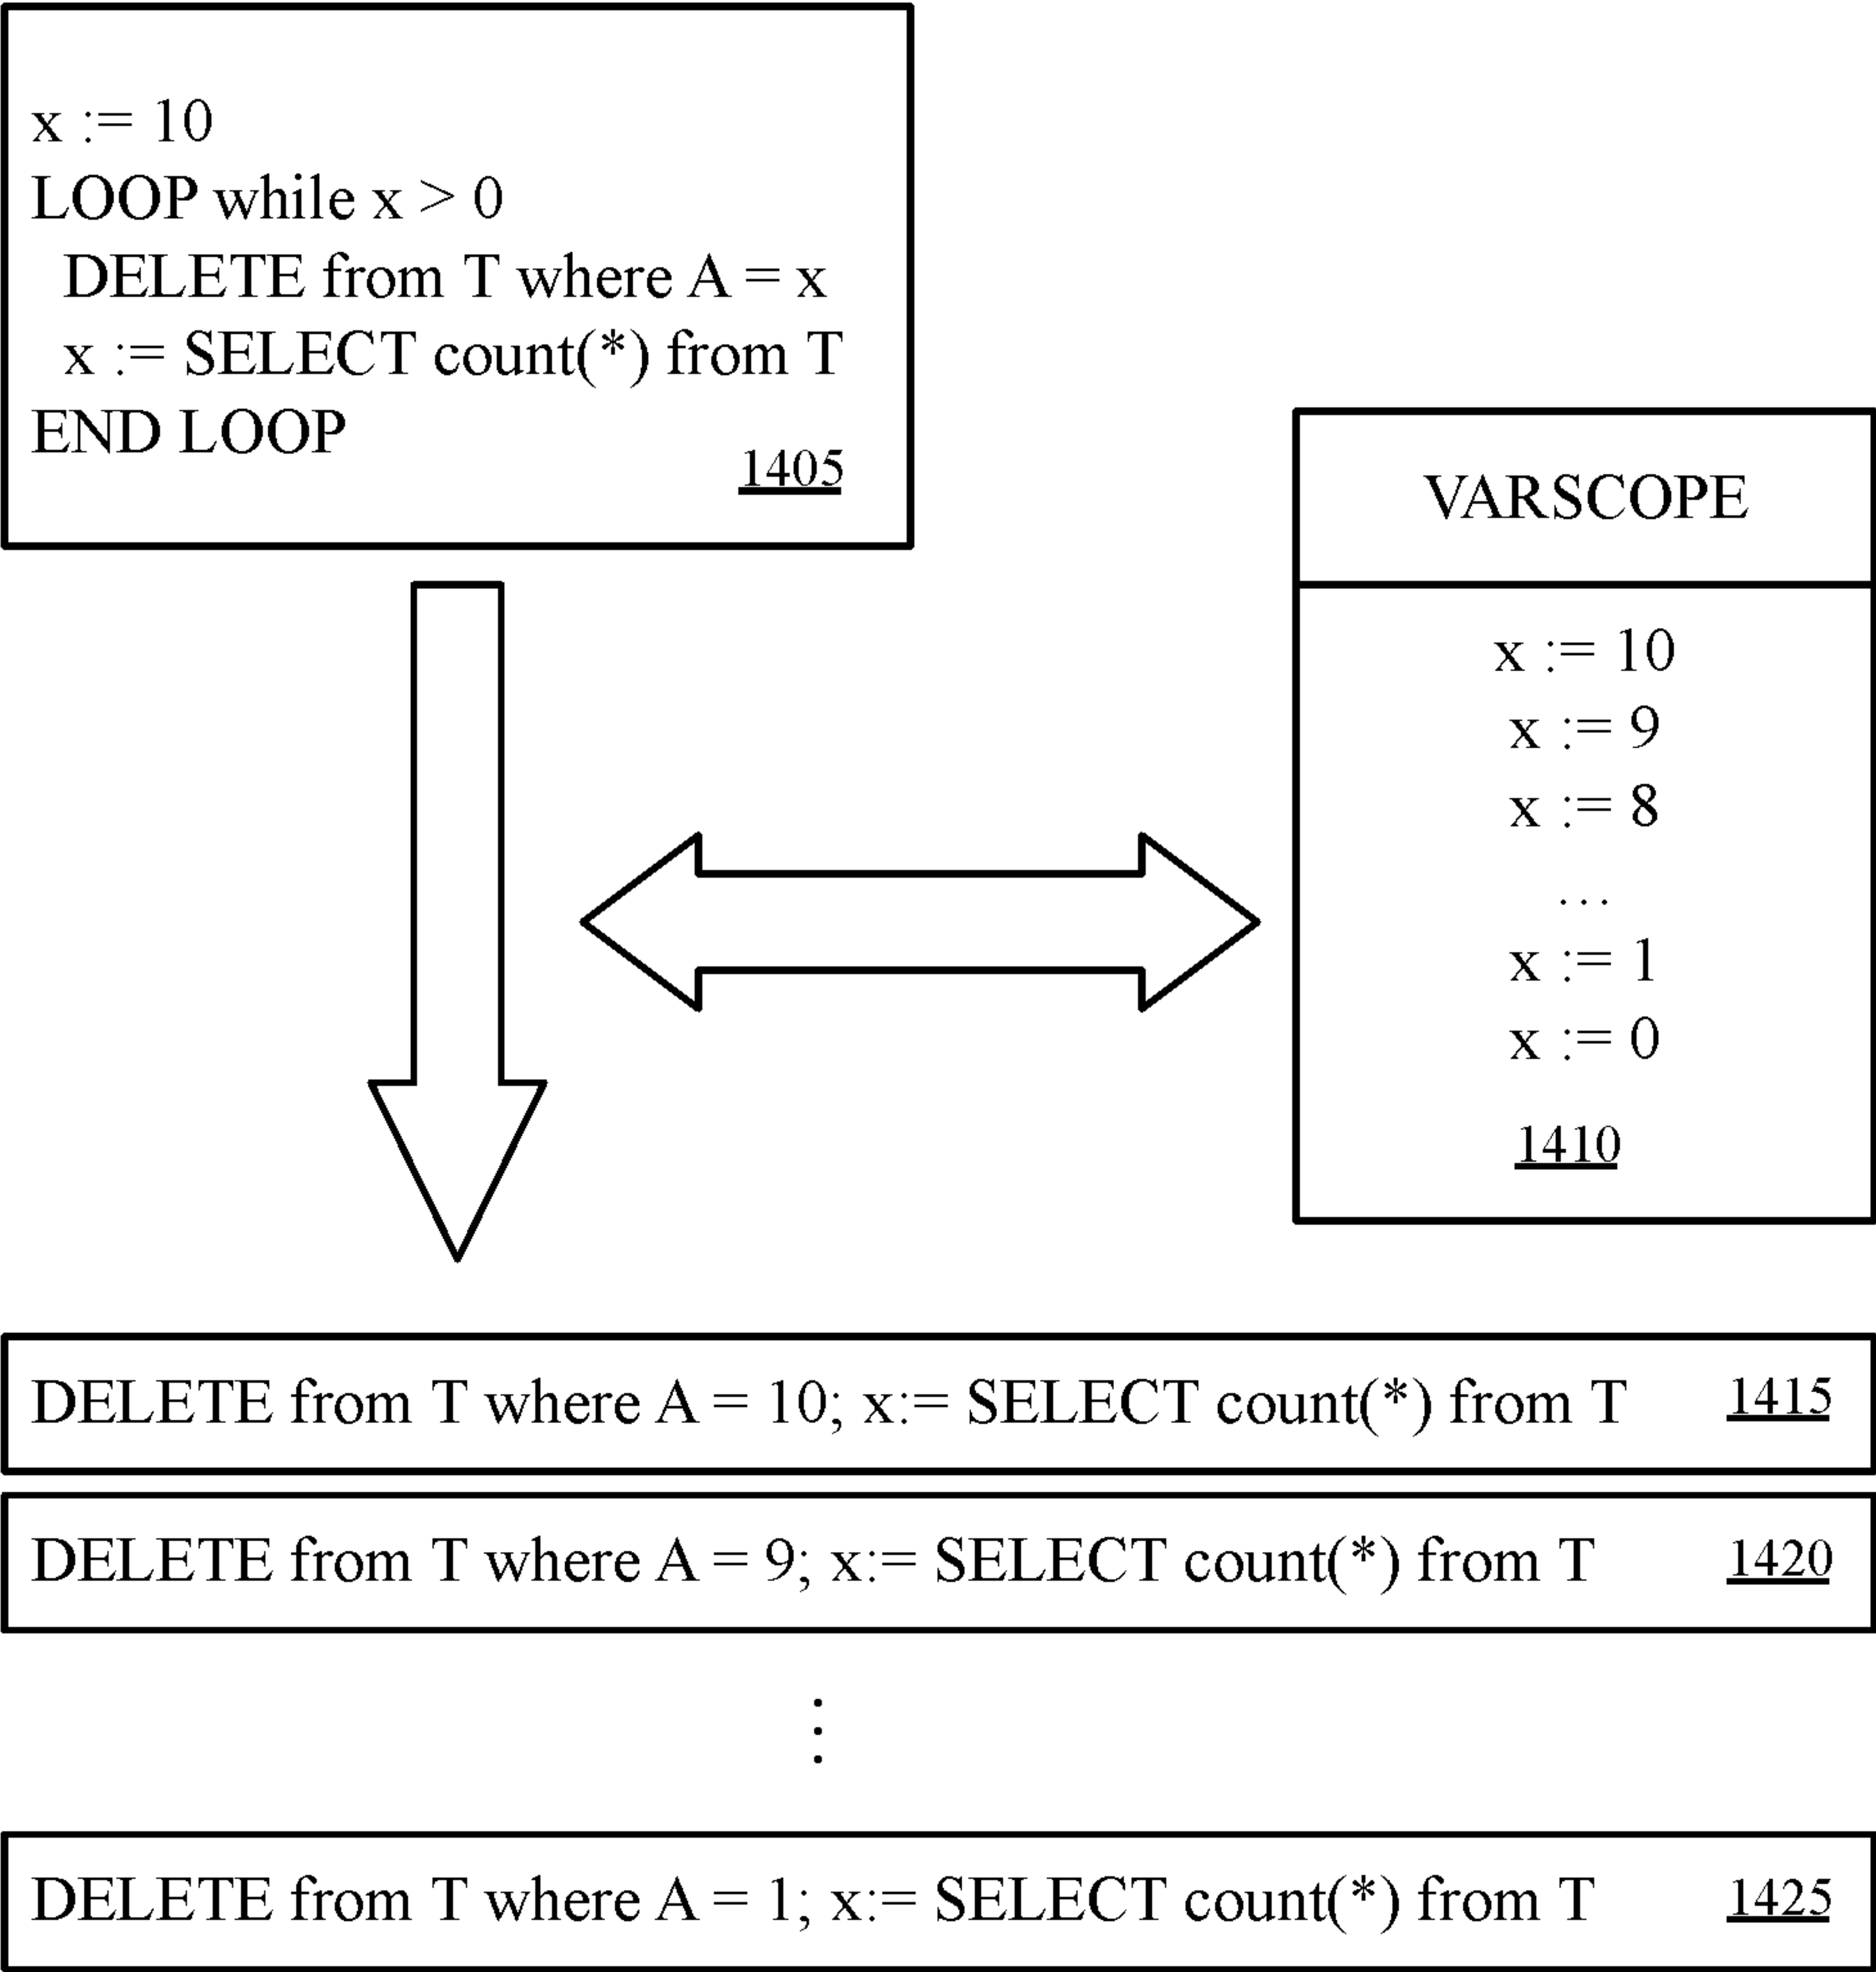 x := 10
LOOP while x > 0
DELETE from T where A = x
x := SELECT count(*) from T
END LOOP
1405
VARSCOPE
x := 10
x := 9
x := 8
...
x := 1
x := 0
1410
DELETE from T where A = 10; x:= SELECT count(*) from T 1415
DELETE from T where A = 9; x:= SELECT count(*) from T 1420
⋮
DELETE from T where A = 1; x:= SELECT count(*) from T 1425